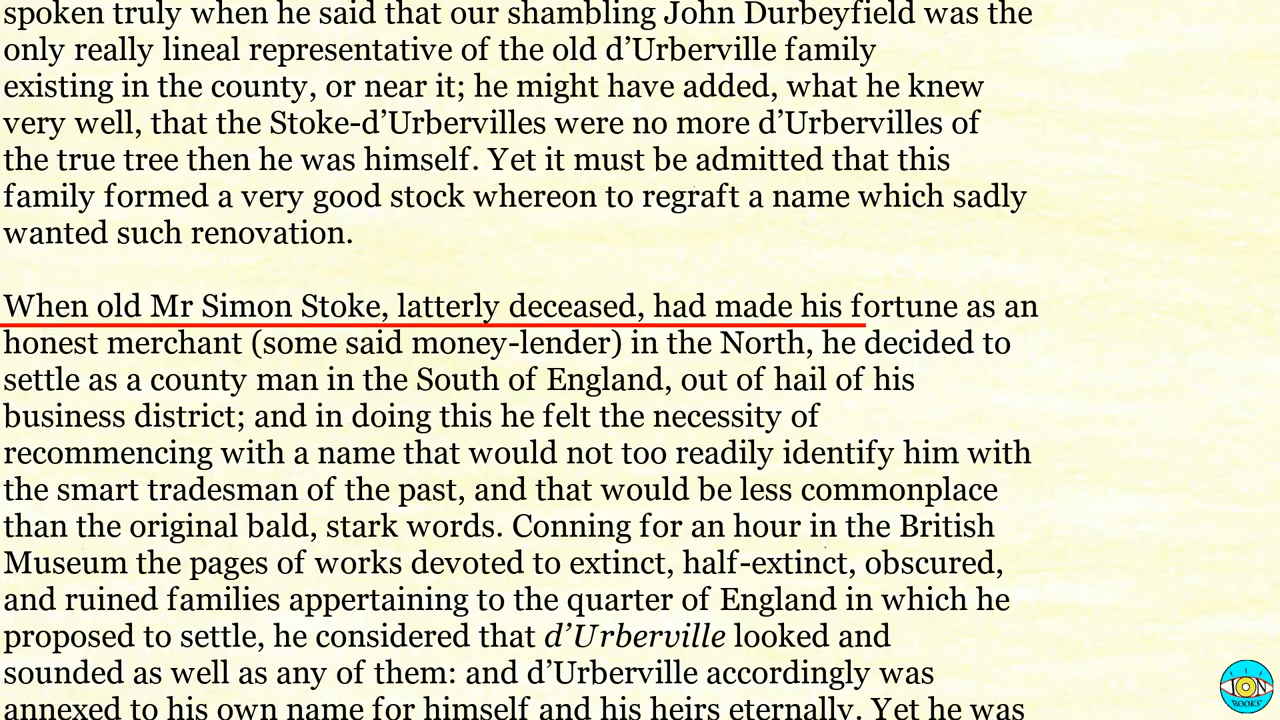 spoken truly when he said that our shambling John Durbeyfield was the
only really lineal representative of the old d’Urberville family
existing in the county, or near it; he might have added, what he knew
very well, that the Stoke-d’Urbervilles were no more d’Urbervilles of
the true tree then he was himself. Yet it must be admitted that this
family formed a very good stock whereon to regraft a name which sadly
wanted such renovation.
When old Mr Simon Stoke, latterly deceased, had made his fortune as an
honest merchant (some said money-lender) in the North, he decided to
settle as a county man in the South of England, out of hail of his
business district; and in doing this he felt the necessity of
recommencing with a name that would not too readily identify him with
the smart tradesman of the past, and that would be less commonplace
than the original bald, stark words. Conning for an hour in the British
Museum the pages of works devoted to extinct, half-extinct, obscured,
and ruined families appertaining to the quarter of England in which he
proposed to settle, he considered that d’Urberville looked and
sounded as well as any of them: and d’Urberville accordingly was
annexed to his own name for himself and his heirs eternally. Yet he was
ION
BOOKS